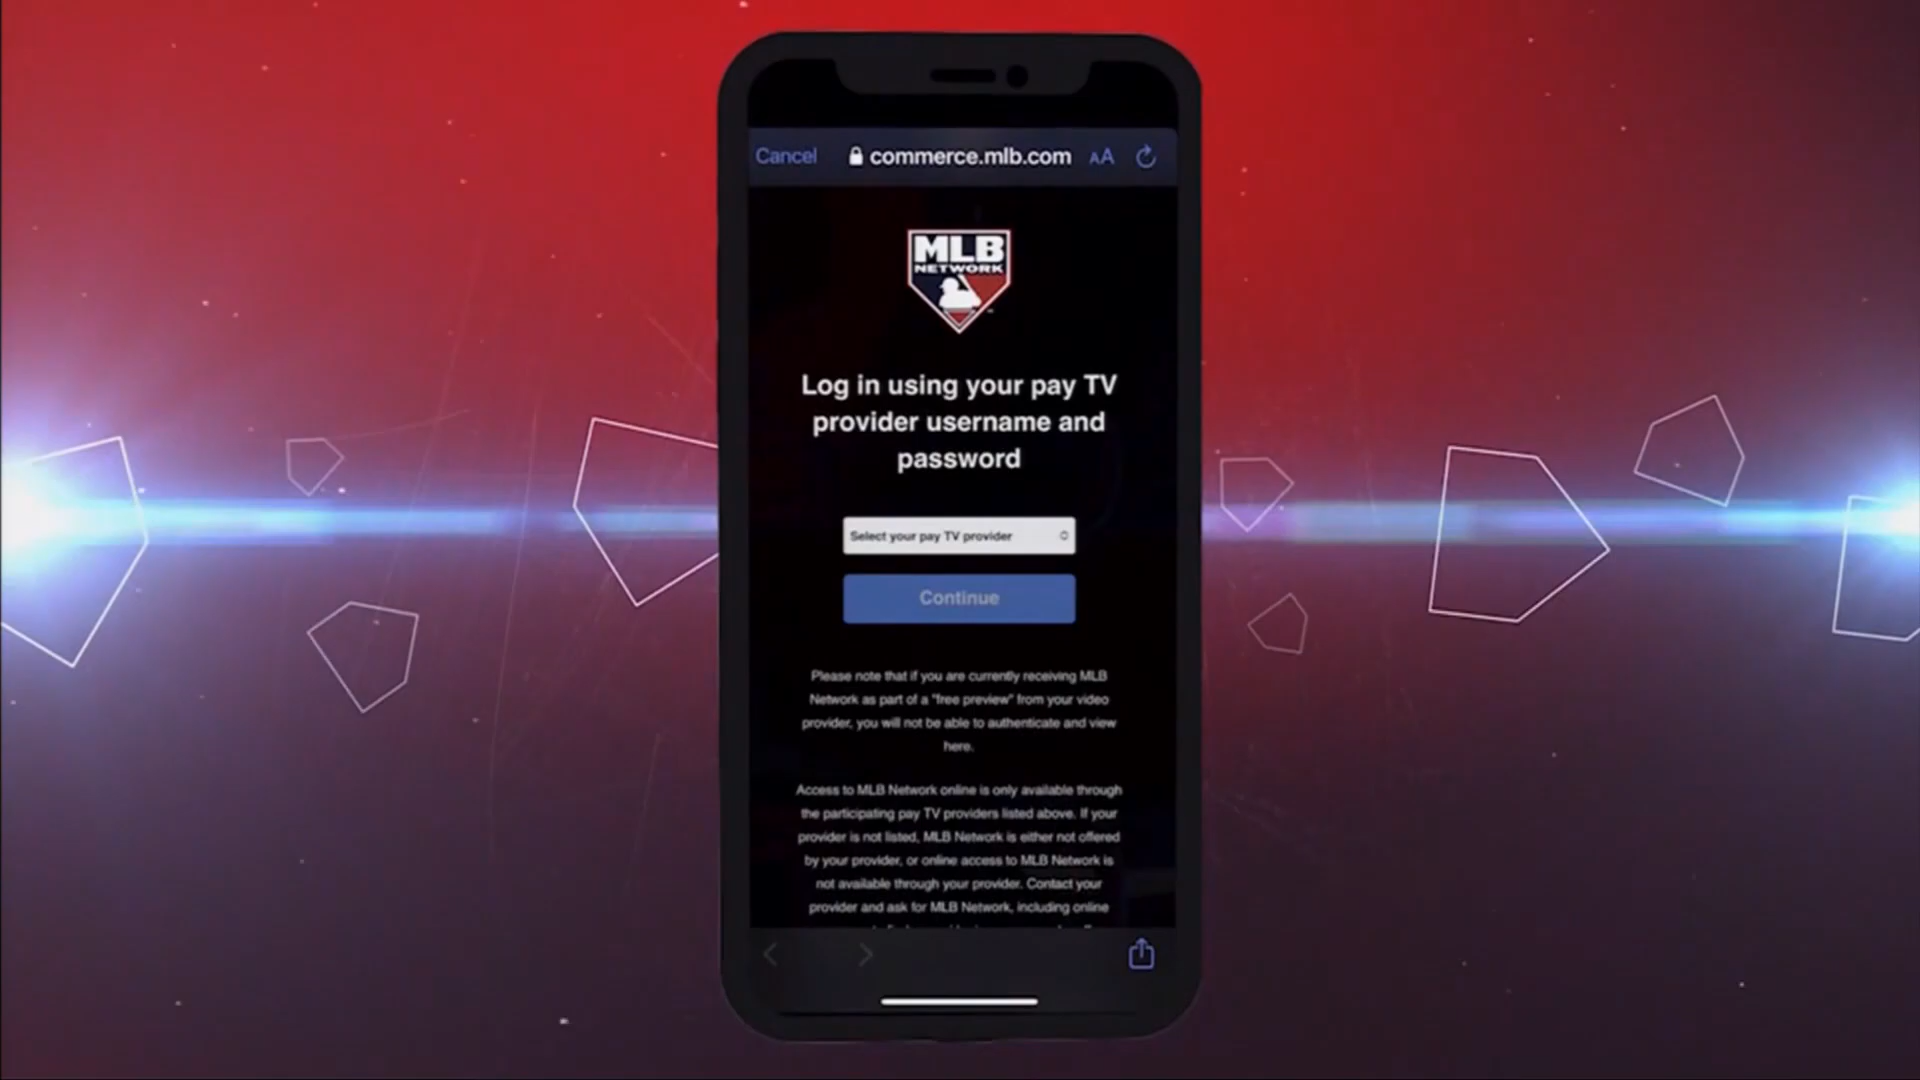 Cancel commerce.mlb.com AA
MLB
NETWORK
Log in using your pay TV
provider username and
password
Select your pay TV provider
Continue
Please note that if you are currently receiving MLB
Network as part of a "free preview" from your video
provider, you will not be able to authenticate and view
here.
Access to MLB Network online is only available through
the participating pay TV providers listed above. If your
provider is not listed, MLB Network is either not offered
by your provider, or online access to MLB Network is
not available through your provider. Contact your
provider and ask for MLB Network, including online